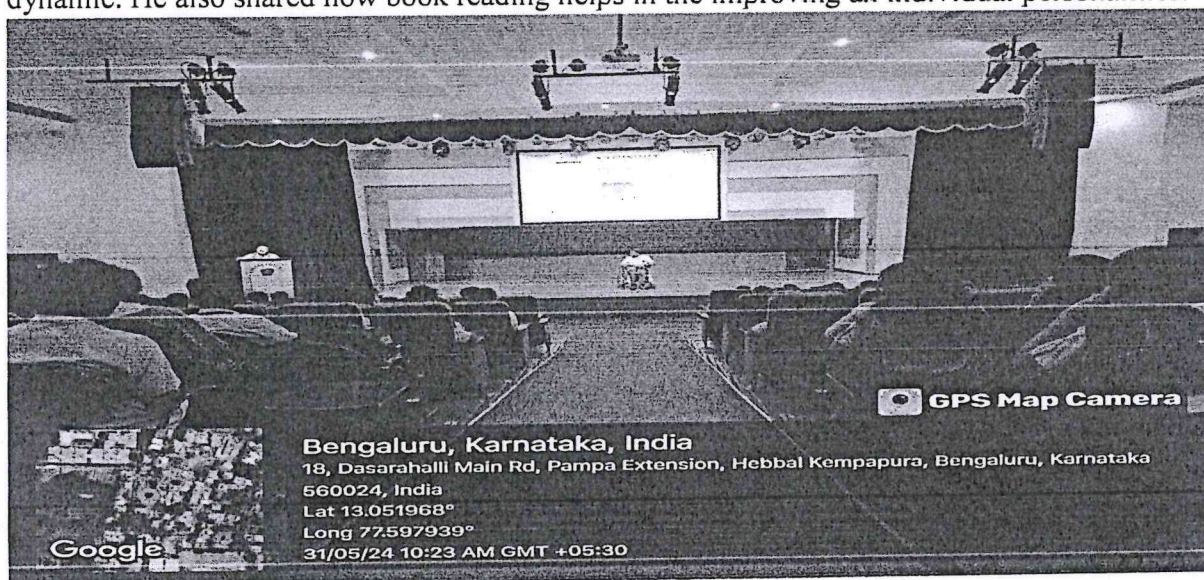 dynamic. He also shared how book reading helps in the improving an individual
GPS Map Camera
Bengaluru, Karnataka, India
18, Dasarahalli Main Rd, Pampa Extension, Hebbal Kempapura, Bengaluru, Karnataka
560024, India
Lat 13.051968°
Long 77.597939°
31/05/24 10:23 AM GMT +05:30
Google